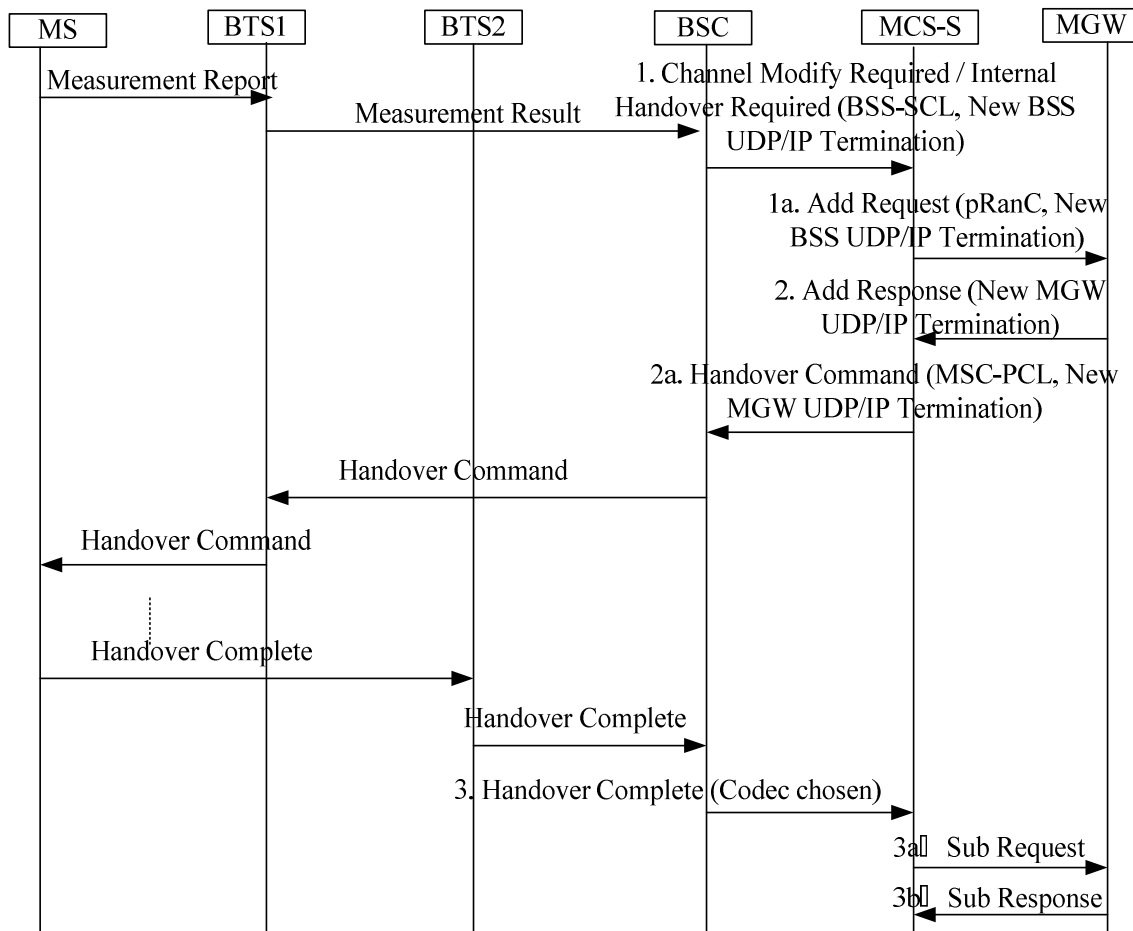 MS
BTS1
BTS2
BSC
MCS-S
MGW
Measurement Report
Measurement Result
1. Channel Modify Required / Internal
Handover Required (BSS-SCL, New BSS
UDP/IP Termination)
1a. Add Request (pRanC, New
BSS UDP/IP Termination)
2. Add Response (New MGW
UDP/IP Termination)
2a. Handover Command (MSC-PCL, New
MGW UDP/IP Termination)
Handover Command
Handover Command
Handover Complete
Handover Complete
3. Handover Complete (Codec chosen)
3a▯ Sub Request
3b▯ Sub Response